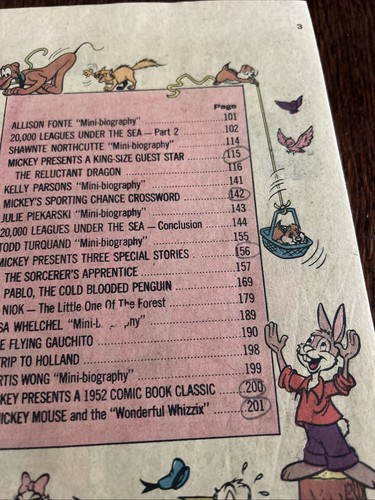 3
Page
ALLISON FONTE "Mini-biography" 101
20,000 LEAGUES UNDER THE SEA — Part 2 102
SHAWNTE NORTHCUTTE "Mini-biography" 114
MICKEY PRESENTS A KING-SIZE GUEST STAR 115
THE RELUCTANT DRAGON 116
KELLY PARSONS "Mini-biography" 141
MICKEY'S SPORTING CHANCE CROSSWORD 142
JULIE PIEKARSKI "Mini-biography" 143
20,000 LEAGUES UNDER THE SEA — Conclusion 144
TODD TURQUAND "Mini-biography" 155
MICKEY PRESENTS THREE SPECIAL STORIES 156
THE SORCERER'S APPRENTICE 157
PABLO, THE COLD BLOODED PENGUIN 169
NIOK — The Little One Of The Forest 179
SA WHELCHEL "Mini-b phy" 189
E FLYING GAUCHITO 190
TRIP TO HOLLAND 198
RTIS WONG "Mini-biography" 199
KEY PRESENTS A 1952 COMIC BOOK CLASSIC 200
MICKEY MOUSE and the "Wonderful Whizzix" 201